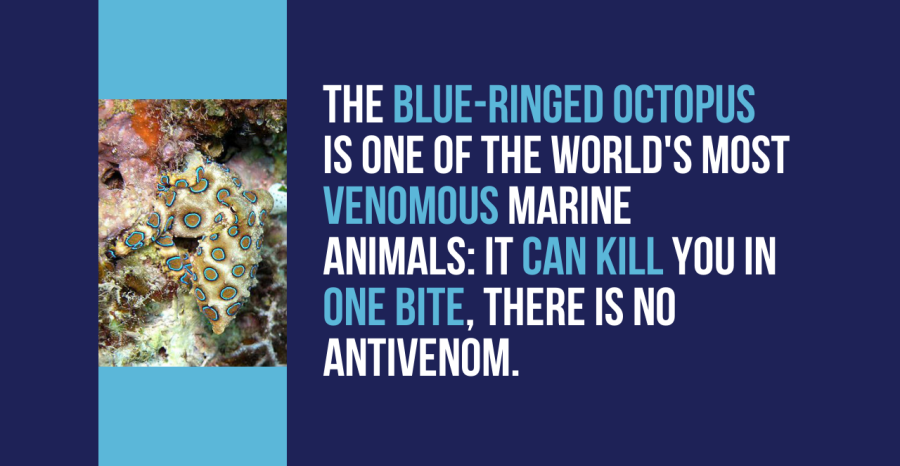 THE BLUE-RINGED OCTOPUS
IS ONE OF THE WORLD'S MOST
VENOMOUS MARINE
ANIMALS: IT CAN KILL YOU IN
ONE BITE, THERE IS NO
ANTIVENOM.